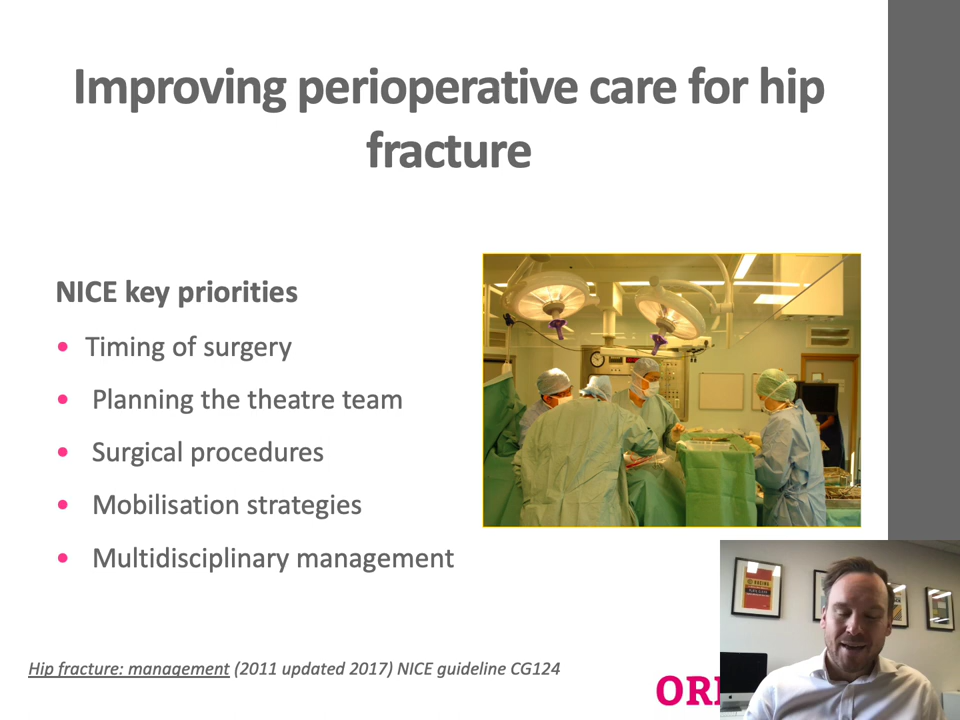 Improving perioperative care for hip
fracture
NICE key priorities
• Timing of surgery
• Planning the theatre team
• Surgical procedures
• Mobilisation strategies
• Multidisciplinary management
Hip fracture: management (2011 updated 2017) NICE guideline CG124